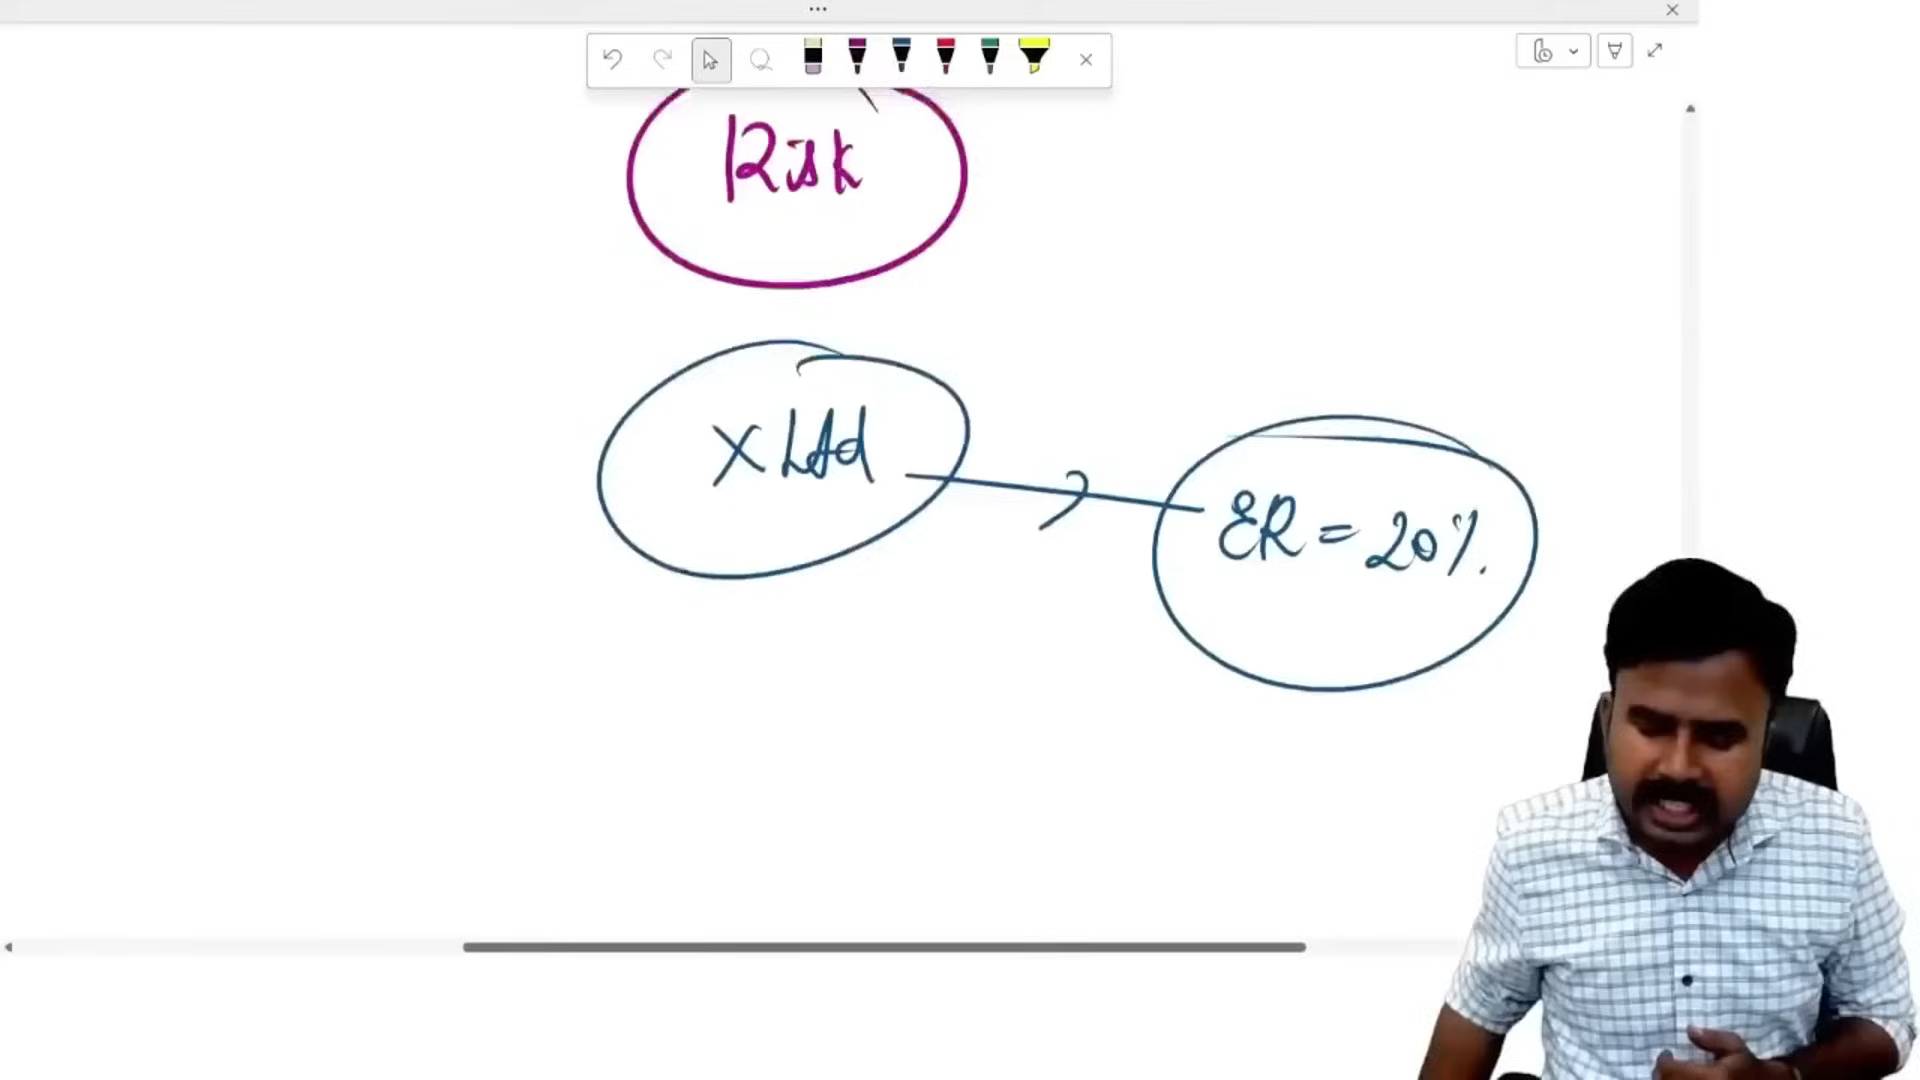 Risk
X Ltd
ER = 20%.